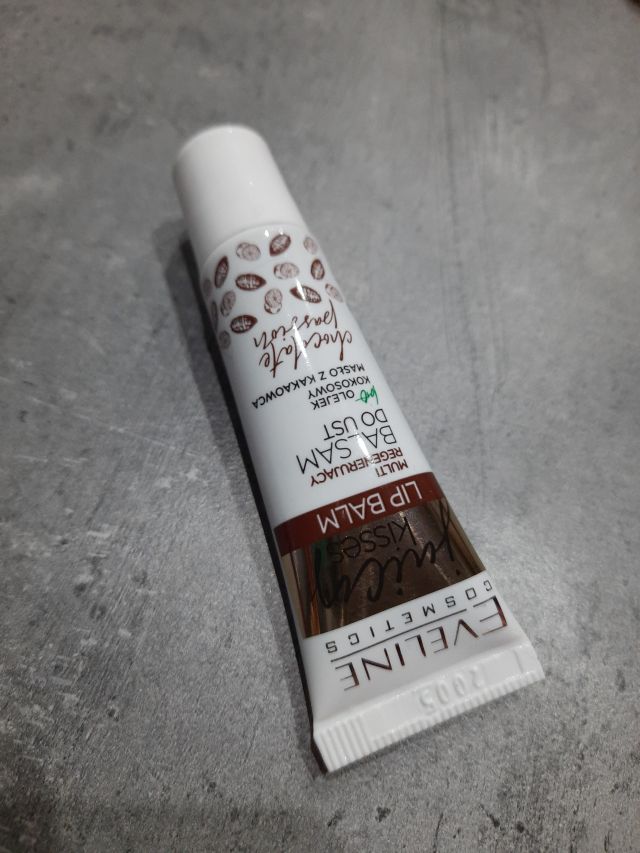 EVELINE
COSMETICS
juicy
KISSES
LIP BALM
MULTI
REGENERUJĄCY
BALSAM
DO UST
bio OLEJEK
KOKOSOWY
MASŁO Z KAKAOWCA
chocolate
passion